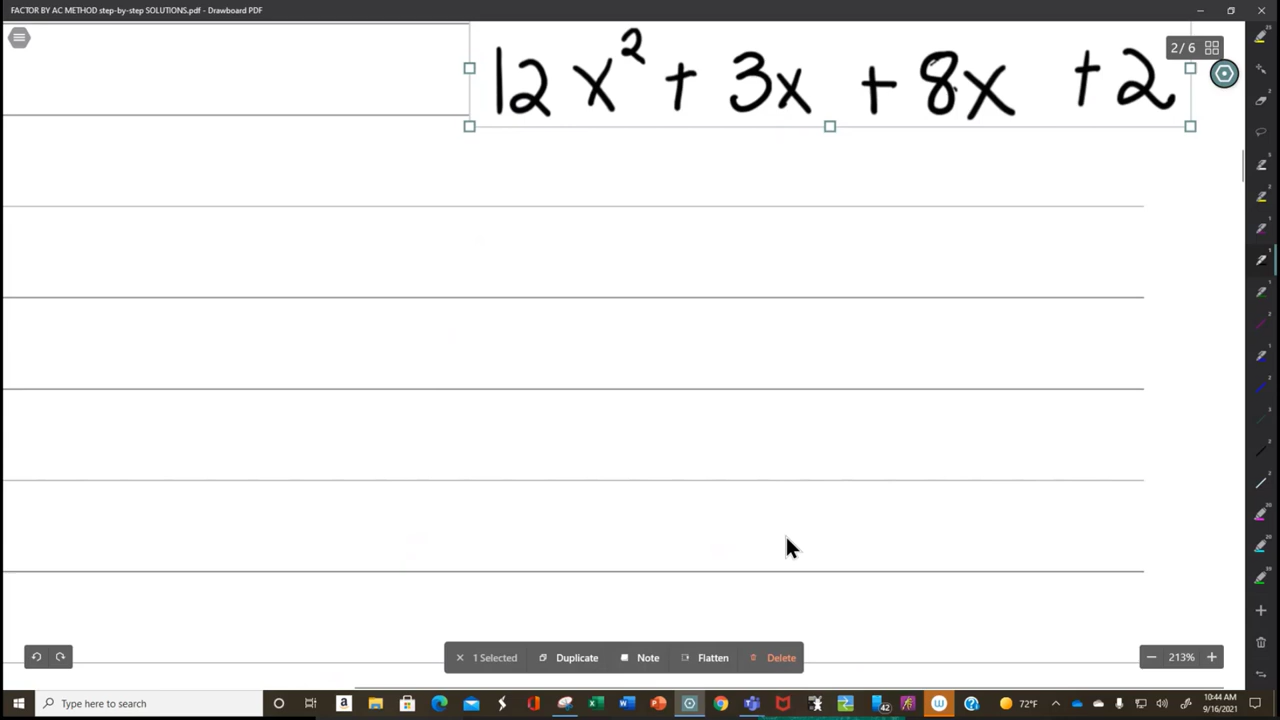 FACTOR BY AC METHOD step-by-step SOLUTIONS.pdf - Drawboard PDF
12x² + 3x + 8x + 2
2/6
1 Selected Duplicate Note Flatten Delete
213%
Type here to search
42
72°F
10:44 AM
9/16/2021